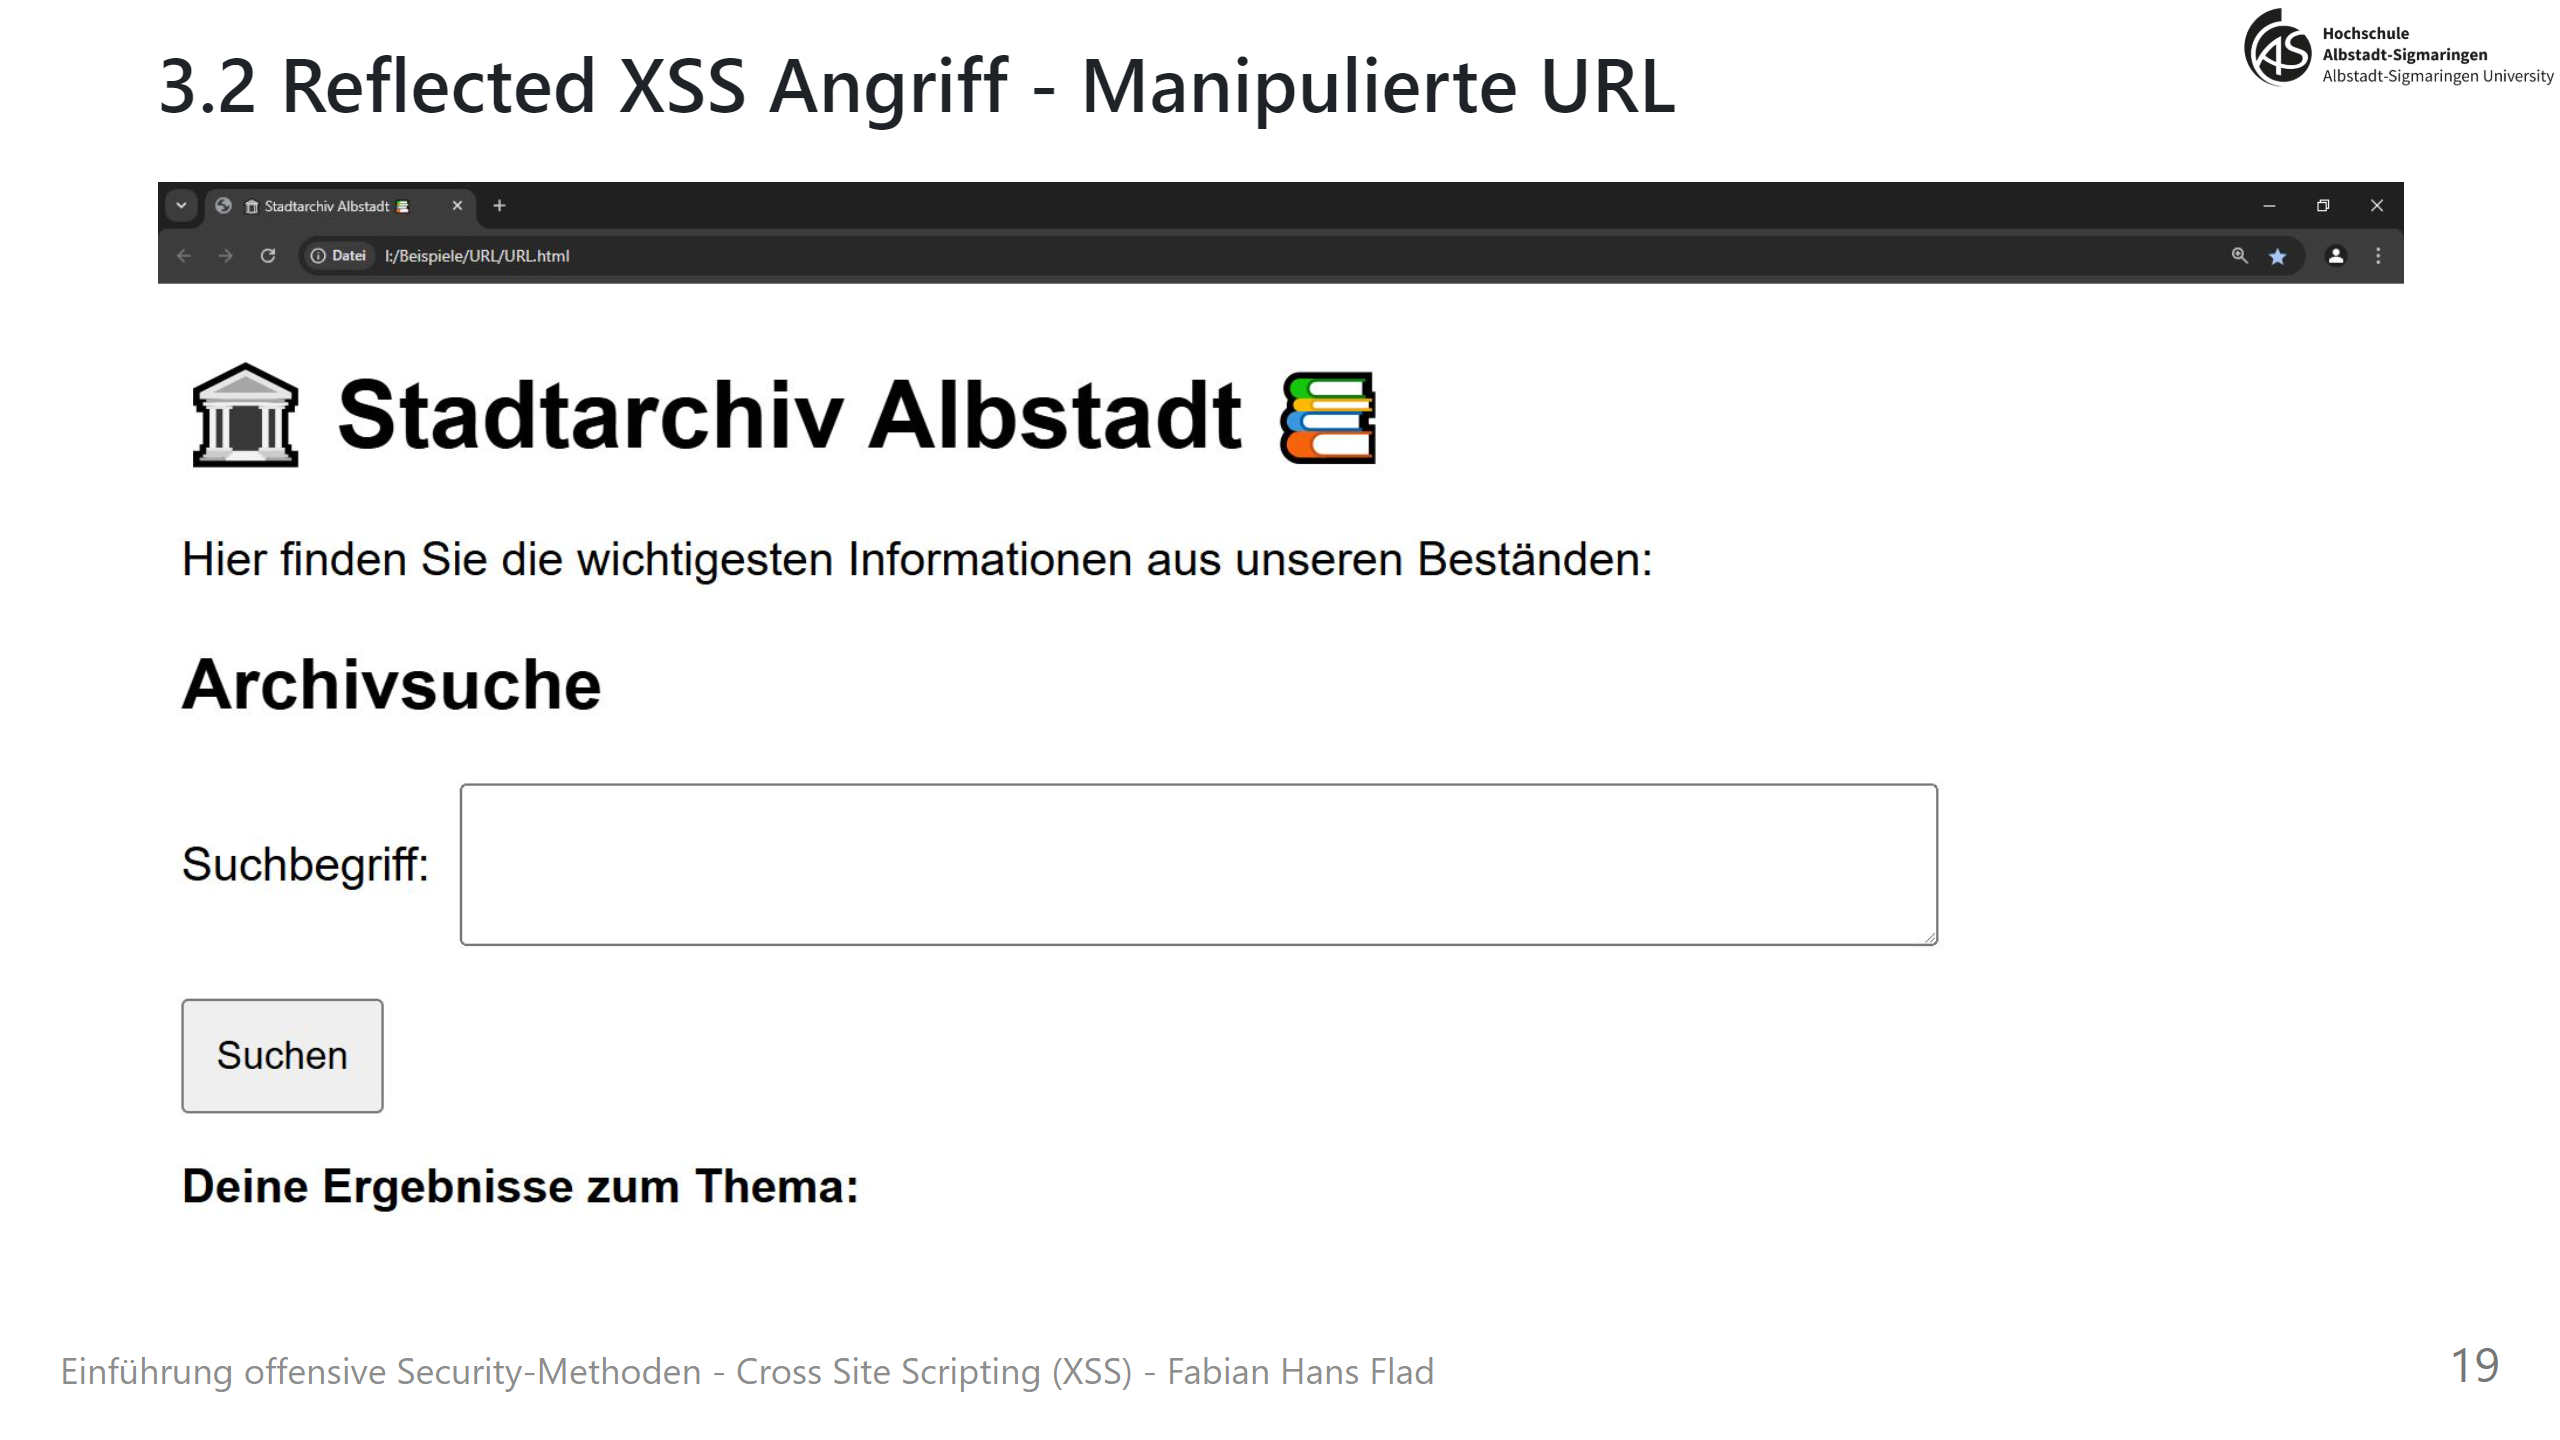 3.2 Reflected XSS Angriff - Manipulierte URL
Hochschule
Albstadt-Sigmaringen
Albstadt-Sigmaringen University
Stadtarchiv Albstadt
Datei I:/Beispiele/URL/URL.html
Stadtarchiv Albstadt
Hier finden Sie die wichtigesten Informationen aus unseren Beständen:
Archivsuche
Suchbegriff:
Suchen
Deine Ergebnisse zum Thema:
Einführung offensive Security-Methoden - Cross Site Scripting (XSS) - Fabian Hans Flad
19